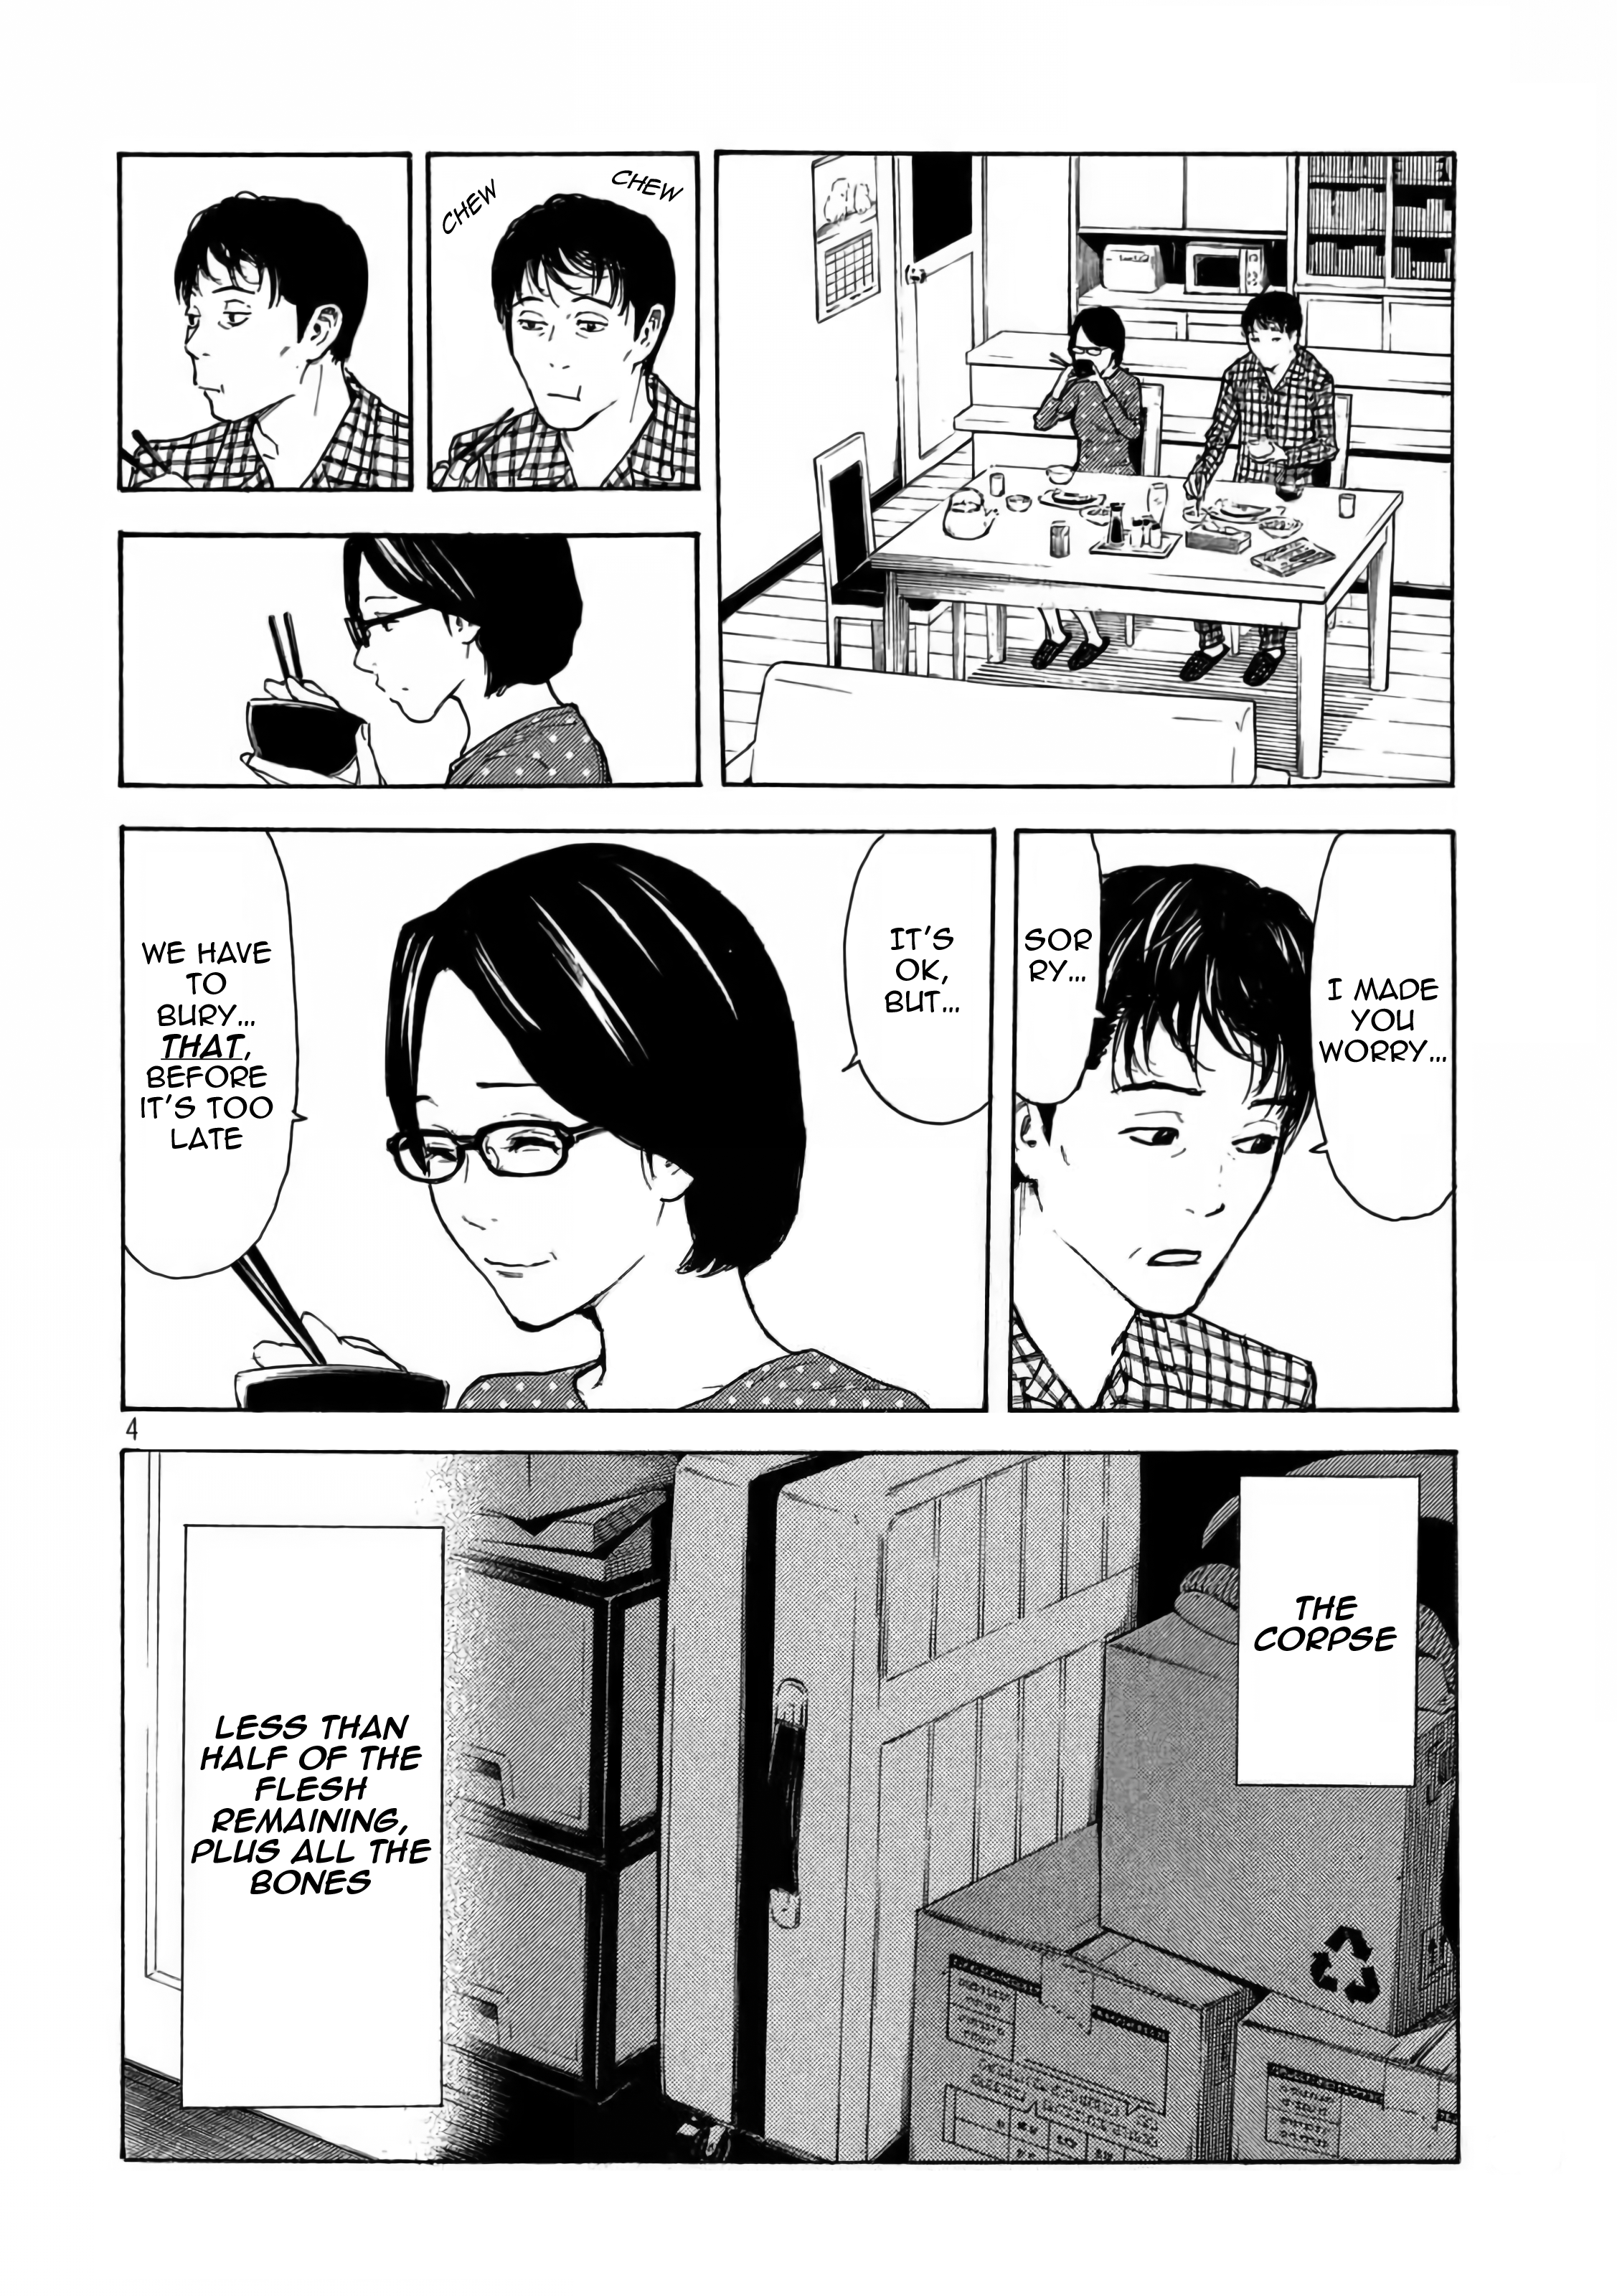 CHEW
CHEW
I MADE
YOU
WORRY...
SOR
RY...
IT'S
OK,
BUT...
WE HAVE
TO
BURY...
THAT,
BEFORE
IT'S TOO
LATE
4
THE
CORPSE
LESS THAN
HALF OF THE
FLESH
REMAINING,
PLUS ALL THE
BONES